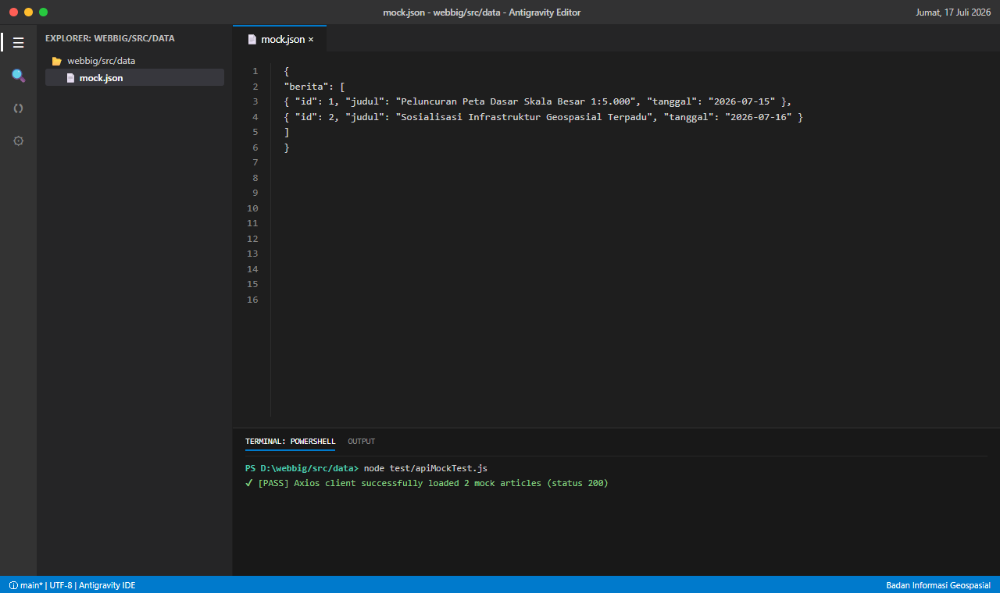 mock.json - webbig/src/data - Antigravity Editor
Jumat, 17 Juli 2026
EXPLORER: WEBBIG/SRC/DATA
webbig/src/data
mock.json
mock.json ×
1 {
2 "berita": [
3 { "id": 1, "judul": "Peluncuran Peta Dasar Skala Besar 1:5.000", "tanggal": "2026-07-15" },
4 { "id": 2, "judul": "Sosialisasi Infrastruktur Geospasial Terpadu", "tanggal": "2026-07-16" }
5 ]
6 }
7
8
9
10
11
12
13
14
15
16
TERMINAL: POWERSHELL OUTPUT
PS D:\webbig/src/data> node test/apiMockTest.js
✓ [PASS] Axios client successfully loaded 2 mock articles (status 200)
main* | UTF-8 | Antigravity IDE
Badan Informasi Geospasial